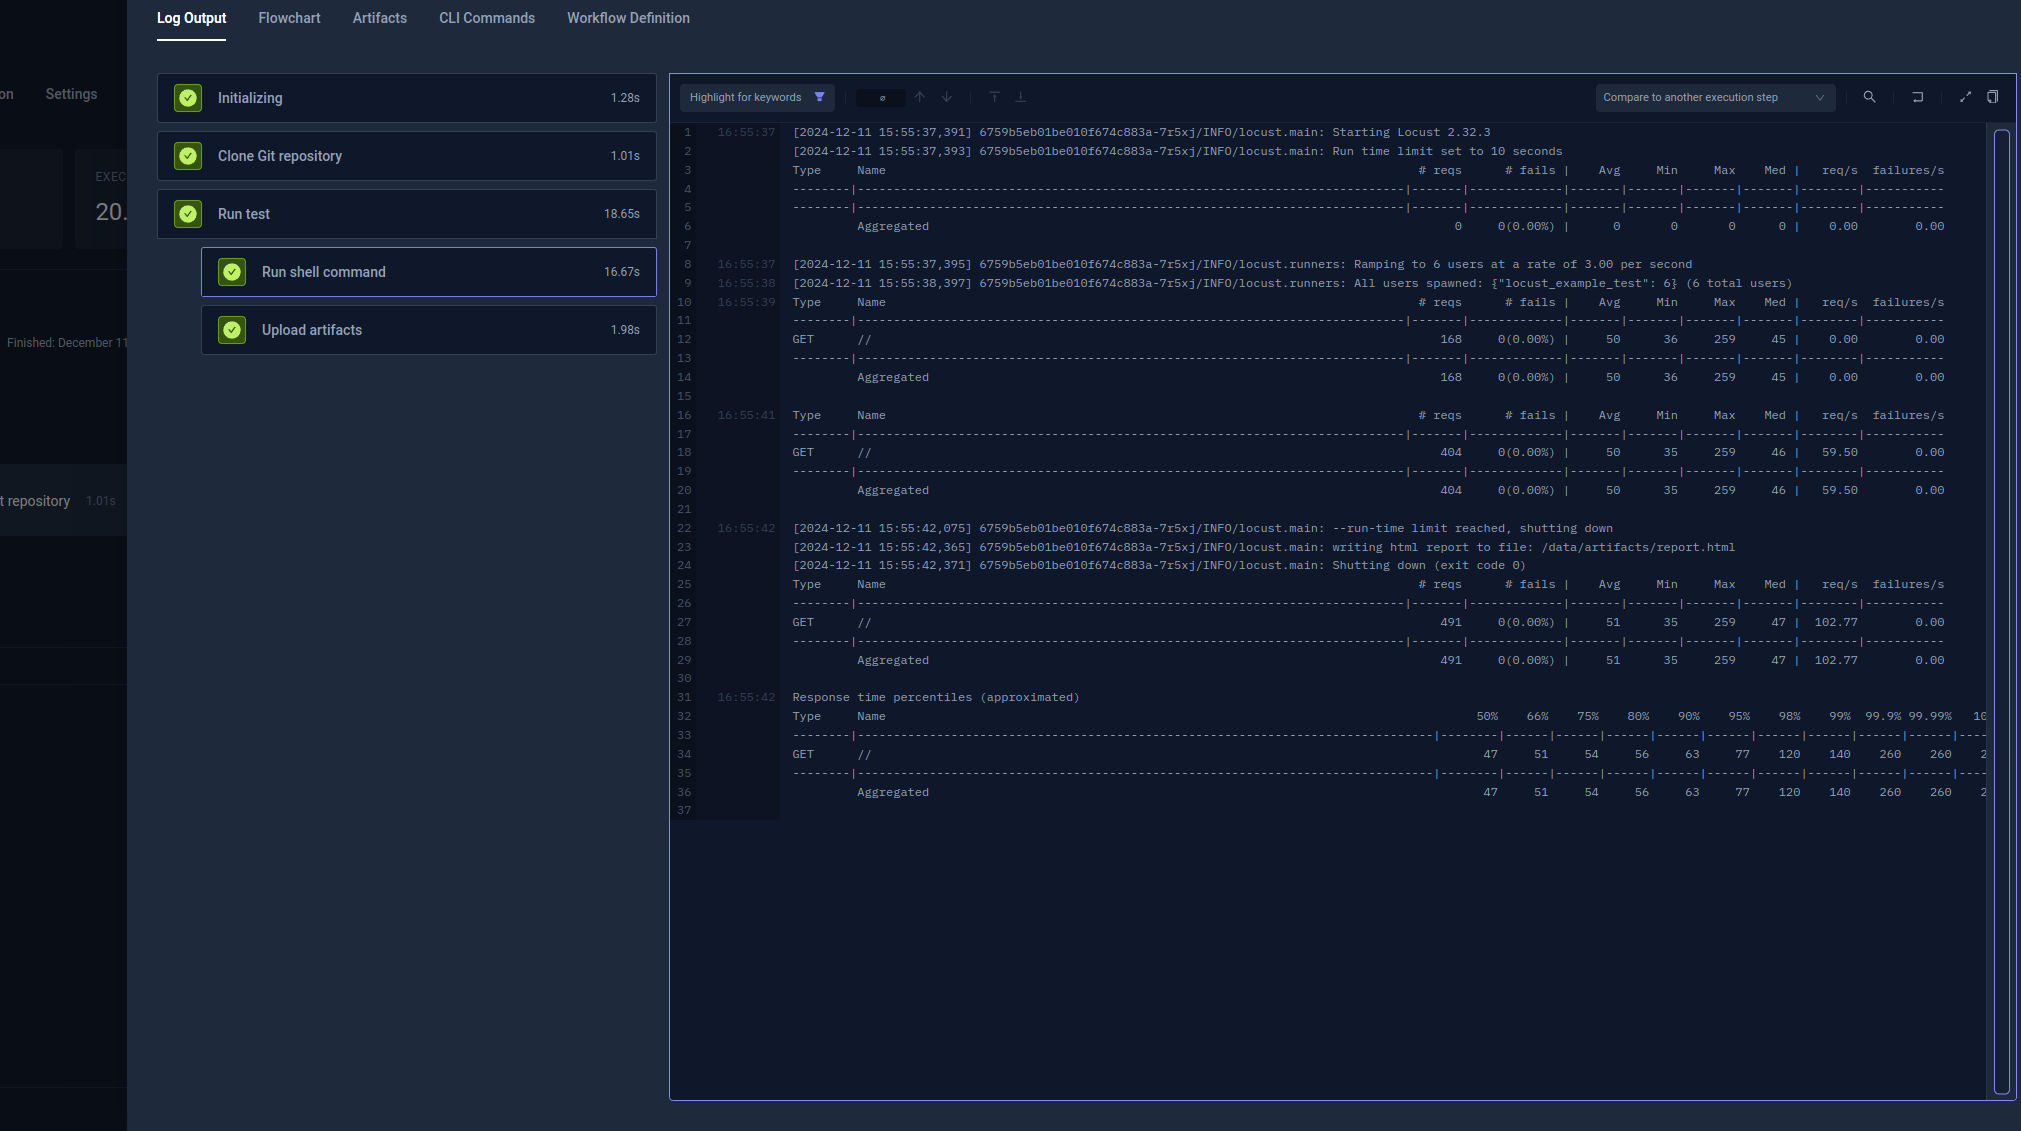 Log Output Flowchart Artifacts CLI Commands Workflow Definition
on Settings
EXEC
20.
Finished: December 11
t repository 1.01s
Initializing 1.28s
Clone Git repository 1.01s
Run test 18.65s
Run shell command 16.67s
Upload artifacts 1.98s
Highlight for keywords ⌀ Compare to another execution step
1 16:55:37 [2024-12-11 15:55:37,391] 6759b5eb01be010f674c883a-7r5xj/INFO/locust.main: Starting Locust 2.32.3
2 [2024-12-11 15:55:37,393] 6759b5eb01be010f674c883a-7r5xj/INFO/locust.main: Run time limit set to 10 seconds
3 Type Name # reqs # fails | Avg Min Max Med | req/s failures/s
4 --------|----------------------------------------------------------------------------|-------|-------------|-------|-------|-------|-------|--------|-----------
5 --------|----------------------------------------------------------------------------|-------|-------------|-------|-------|-------|-------|--------|-----------
6 Aggregated 0 0(0.00%) | 0 0 0 0 | 0.00 0.00
7
8 16:55:37 [2024-12-11 15:55:37,395] 6759b5eb01be010f674c883a-7r5xj/INFO/locust.runners: Ramping to 6 users at a rate of 3.00 per second
9 16:55:38 [2024-12-11 15:55:38,397] 6759b5eb01be010f674c883a-7r5xj/INFO/locust.runners: All users spawned: {"locust_example_test": 6} (6 total users)
10 16:55:39 Type Name # reqs # fails | Avg Min Max Med | req/s failures/s
11 --------|----------------------------------------------------------------------------|-------|-------------|-------|-------|-------|-------|--------|-----------
12 GET // 168 0(0.00%) | 50 36 259 45 | 0.00 0.00
13 --------|----------------------------------------------------------------------------|-------|-------------|-------|-------|-------|-------|--------|-----------
14 Aggregated 168 0(0.00%) | 50 36 259 45 | 0.00 0.00
15
16 16:55:41 Type Name # reqs # fails | Avg Min Max Med | req/s failures/s
17 --------|----------------------------------------------------------------------------|-------|-------------|-------|-------|-------|-------|--------|-----------
18 GET // 404 0(0.00%) | 50 35 259 46 | 59.50 0.00
19 --------|----------------------------------------------------------------------------|-------|-------------|-------|-------|-------|-------|--------|-----------
20 Aggregated 404 0(0.00%) | 50 35 259 46 | 59.50 0.00
21
22 16:55:42 [2024-12-11 15:55:42,075] 6759b5eb01be010f674c883a-7r5xj/INFO/locust.main: --run-time limit reached, shutting down
23 [2024-12-11 15:55:42,365] 6759b5eb01be010f674c883a-7r5xj/INFO/locust.main: writing html report to file: /data/artifacts/report.html
24 [2024-12-11 15:55:42,371] 6759b5eb01be010f674c883a-7r5xj/INFO/locust.main: Shutting down (exit code 0)
25 Type Name # reqs # fails | Avg Min Max Med | req/s failures/s
26 --------|----------------------------------------------------------------------------|-------|-------------|-------|-------|-------|-------|--------|-----------
27 GET // 491 0(0.00%) | 51 35 259 47 | 102.77 0.00
28 --------|----------------------------------------------------------------------------|-------|-------------|-------|-------|-------|-------|--------|-----------
29 Aggregated 491 0(0.00%) | 51 35 259 47 | 102.77 0.00
30
31 16:55:42 Response time percentiles (approximated)
32 Type Name 50% 66% 75% 80% 90% 95% 98% 99% 99.9% 99.99% 10
33 --------|--------------------------------------------------------------------------------|--------|------|------|------|------|------|------|------|------|------|----
34 GET // 47 51 54 56 63 77 120 140 260 260 2
35 --------|--------------------------------------------------------------------------------|--------|------|------|------|------|------|------|------|------|------|----
36 Aggregated 47 51 54 56 63 77 120 140 260 260 2
37